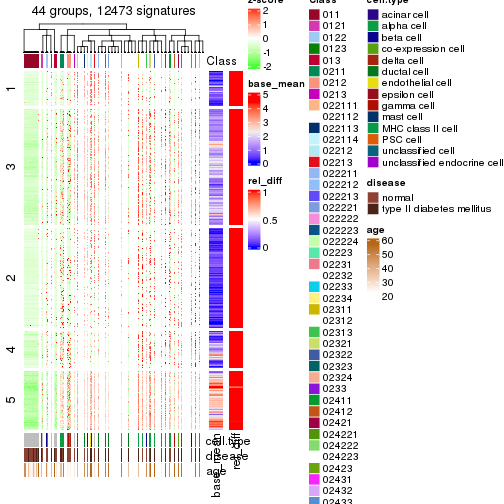 44 groups, 12473 signatures
Class
1
3
2
4
5
cell.type
disease
age
base_mean
rel_diff
z-score
2
1
0
-1
-2
base_mean
5
4
3
2
1
0
rel_diff
1
0.5
0
Class
011
0121
0122
0123
013
0211
0212
0213
022111
022112
022113
022114
02212
02213
022211
022212
022213
022221
022222
022223
022224
02223
02231
02232
02233
02234
02311
02312
02313
02321
02322
02323
02324
0233
02411
02412
02421
024221
024222
024223
02423
02431
02432
02433
cell.type
acinar cell
alpha cell
beta cell
co-expression cell
delta cell
ductal cell
endothelial cell
epsilon cell
gamma cell
mast cell
MHC class II cell
PSC cell
unclassified cell
unclassified endocrine cell
disease
normal
type II diabetes mellitus
age
60
50
40
30
20